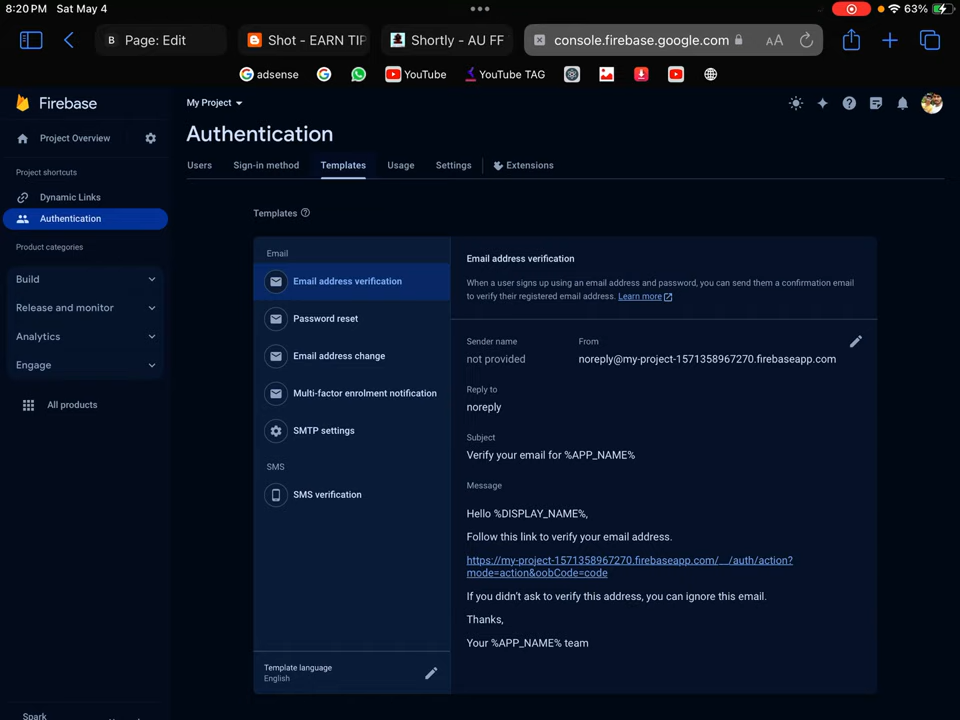 8:20 PM Sat May 4
63%
Page: Edit
Shot - EARN TIP
Shortly - AU FF
console.firebase.google.com
AA
adsense
YouTube
YouTube TAG
Firebase
My Project
Project Overview
Authentication
Users
Sign-in method
Templates
Usage
Settings
Extensions
Project shortcuts
Dynamic Links
Authentication
Product categories
Build
Release and monitor
Analytics
Engage
All products
Templates
Email
Email address verification
Password reset
Email address change
Multi-factor enrolment notification
SMTP settings
SMS
SMS verification
Template language
English
Email address verification
When a user signs up using an email address and password, you can send them a confirmation email
to verify their registered email address. Learn more
Sender name
not provided
From
noreply@my-project-1571358967270.firebaseapp.com
Reply to
noreply
Subject
Verify your email for %APP_NAME%
Message
Hello %DISPLAY_NAME%,
Follow this link to verify your email address.
https://my-project-1571358967270.firebaseapp.com/__/auth/action?
mode=action&oobCode=code
If you didn't ask to verify this address, you can ignore this email.
Thanks,
Your %APP_NAME% team
Spark